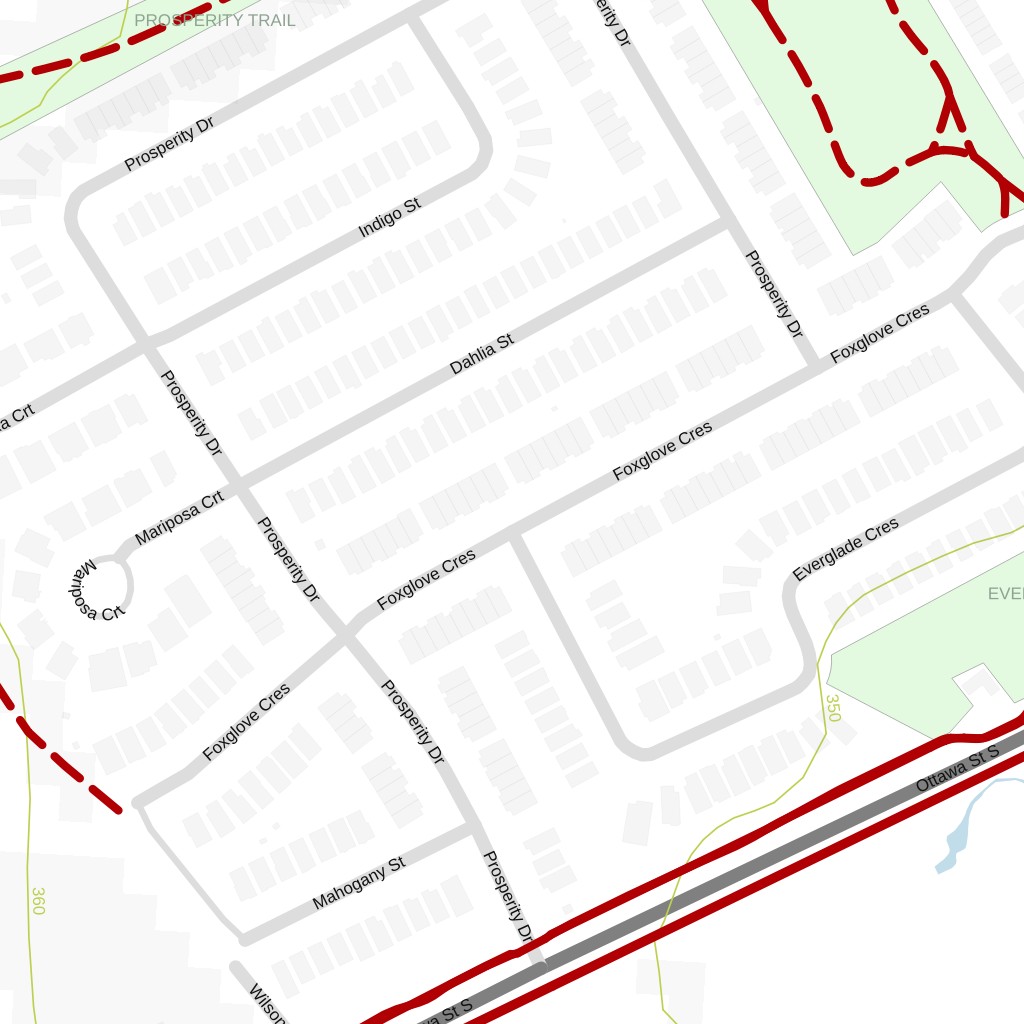 PROSPERITY TRAIL
Prosperity Dr
Prosperity Dr
Indigo St
Prosperity Dr
Dahlia St
Foxglove Cres
Prosperity Dr
Mariposa Crt
Foxglove Cres
Prosperity Dr
Everglade Cres
Foxglove Cres
Mariposa Crt
Foxglove Cres
Prosperity Dr
350
Ottawa St S
Mahogany St
Prosperity Dr
360
Wilson